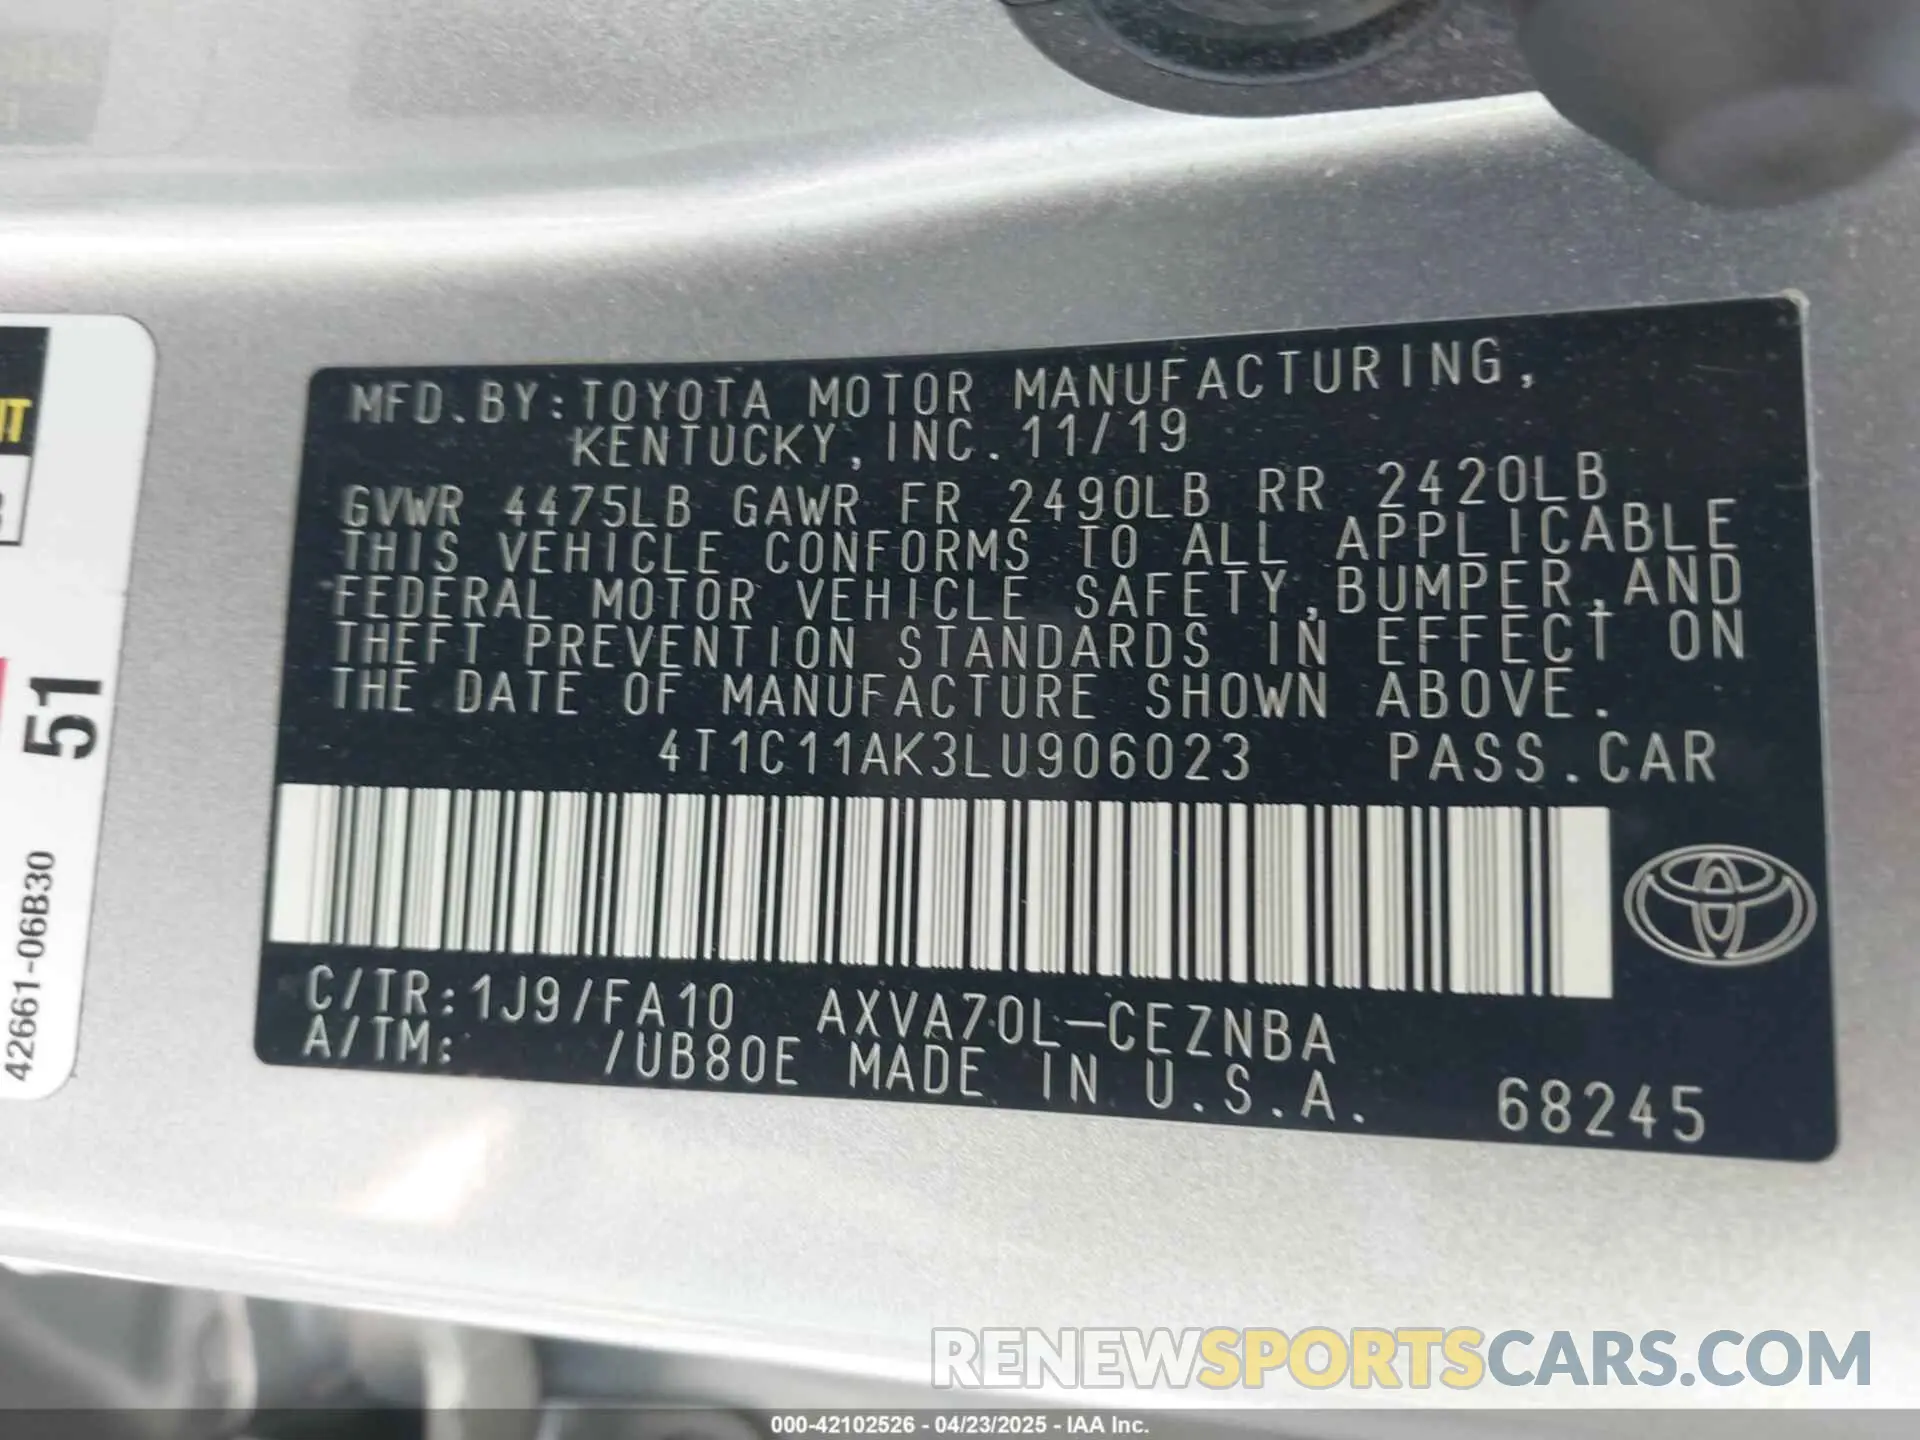 MFD.BY:TOYOTA MOTOR MANUFACTURING,
KENTUCKY, INC.11/19
GVWR 4475LB GAWR FR 2490LB RR 2420LB
THIS VEHICLE CONFORMS TO ALL APPLICABLE
FEDERAL MOTOR VEHICLE SAFETY,BUMPER,AND
THEFT PREVENTION STANDARDS IN EFFECT ON
THE DATE OF MANUFACTURE SHOWN ABOVE.
4T1C11AK3LU906023 PASS.CAR
C/TR:1J9/FA10 AXVA70L-CEZNBA
A/TM: /UB80E MADE IN U.S.A. 68245
51
42661-06B30
RENEWSPORTSCARS.COM
000-42102526 - 04/23/2025 - IAA Inc.